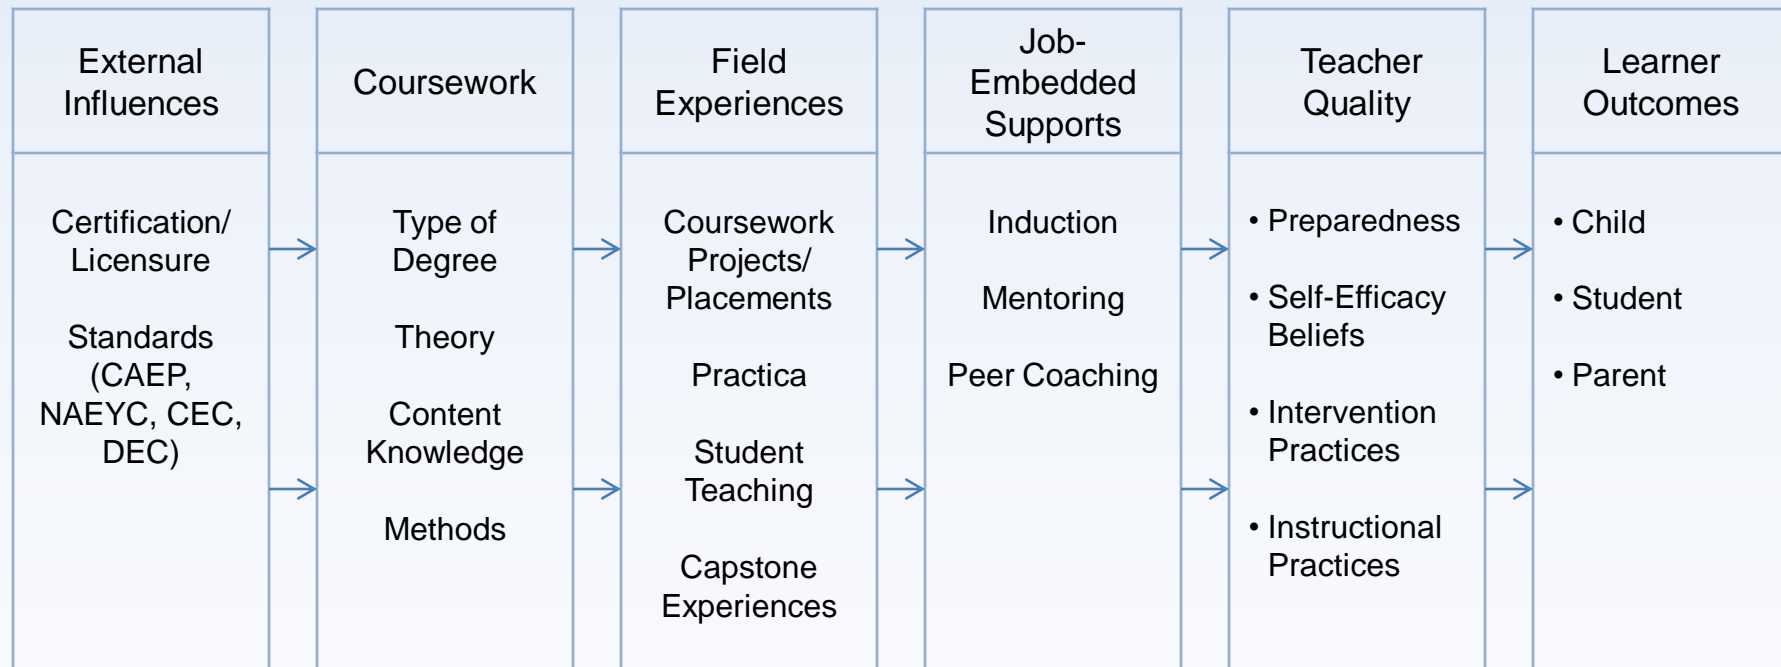 External
Influences
Certification/
Licensure
Standards
(CAEP,
NAEYC, CEC,
DEC)
Coursework
Type of
Degree
Theory
Content
Knowledge
Methods
Field
Experiences
Coursework
Projects/
Placements
Practica
Student
Teaching
Capstone
Experiences
Job-
Embedded
Supports
Induction
Mentoring
Peer Coaching
Teacher
Quality
• Preparedness
• Self-Efficacy
Beliefs
• Intervention
Practices
• Instructional
Practices
Learner
Outcomes
• Child
• Student
• Parent